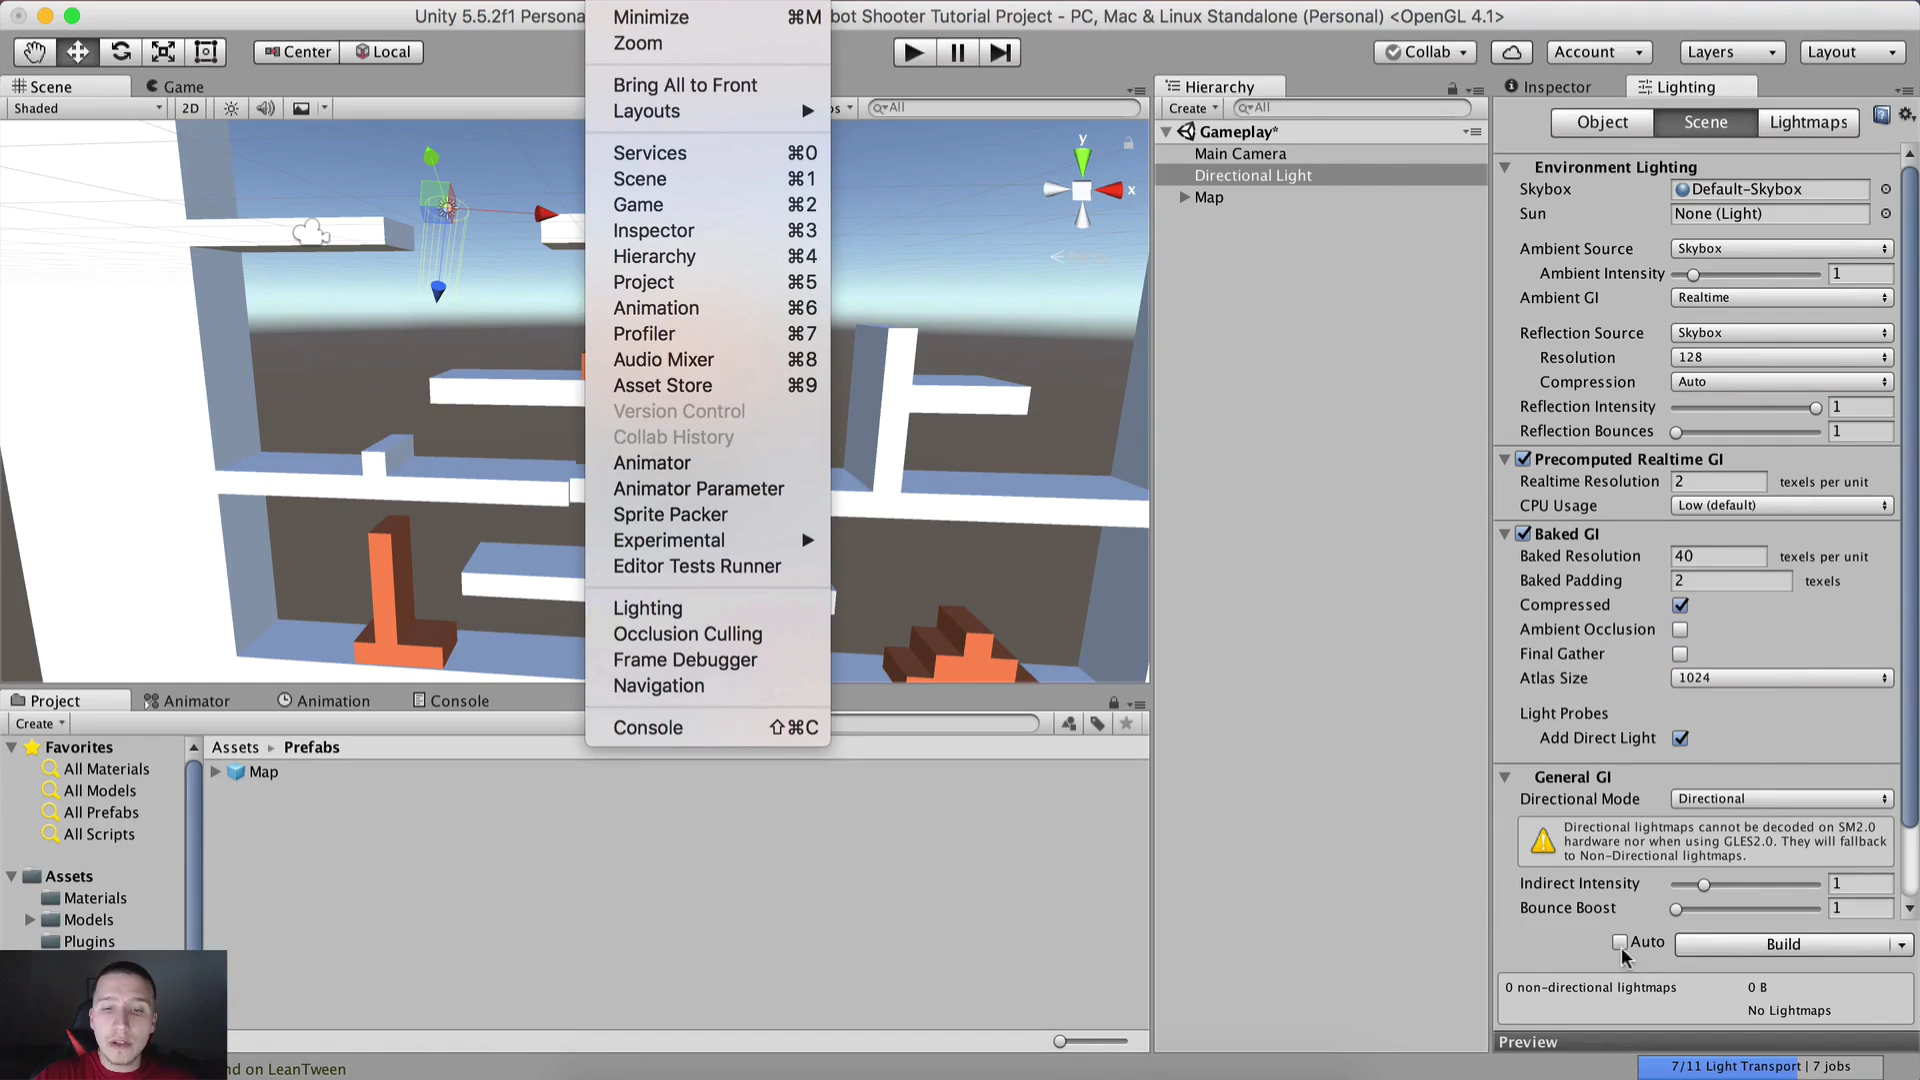 Unity 5.5.2f1 Persona
bot Shooter Tutorial Project - PC, Mac & Linux Standalone (Personal) <OpenGL 4.1>
Center
Local
Collab
Account
Layers
Layout
Scene
Game
Shaded
2D
os
All
y
x
Minimize ⌘M
Zoom
Bring All to Front
Layouts
Services ⌘0
Scene ⌘1
Game ⌘2
Inspector ⌘3
Hierarchy ⌘4
Project ⌘5
Animation ⌘6
Profiler ⌘7
Audio Mixer ⌘8
Asset Store ⌘9
Version Control
Collab History
Animator
Animator Parameter
Sprite Packer
Experimental
Editor Tests Runner
Lighting
Occlusion Culling
Frame Debugger
Navigation
Console ⇧⌘C
Hierarchy
Create
All
Gameplay*
Main Camera
Directional Light
Map
Inspector
Lighting
Object
Scene
Lightmaps
Environment Lighting
Skybox Default-Skybox
Sun None (Light)
Ambient Source Skybox
Ambient Intensity 1
Ambient GI Realtime
Reflection Source Skybox
Resolution 128
Compression Auto
Reflection Intensity 1
Reflection Bounces 1
Precomputed Realtime GI
Realtime Resolution 2 texels per unit
CPU Usage Low (default)
Baked GI
Baked Resolution 40 texels per unit
Baked Padding 2 texels
Compressed
Ambient Occlusion
Final Gather
Atlas Size 1024
Light Probes
Add Direct Light
General GI
Directional Mode Directional
Directional lightmaps cannot be decoded on SM2.0
hardware nor when using GLES2.0. They will fallback
to Non-Directional lightmaps.
Indirect Intensity 1
Bounce Boost 1
Auto
Build
0 non-directional lightmaps 0 B
No Lightmaps
Preview
7/11 Light Transport | 7 jobs
Project
Animator
Animation
Console
Create
Favorites
All Materials
All Models
All Prefabs
All Scripts
Assets
Materials
Models
Plugins
Assets Prefabs
Map
nd on LeanTween